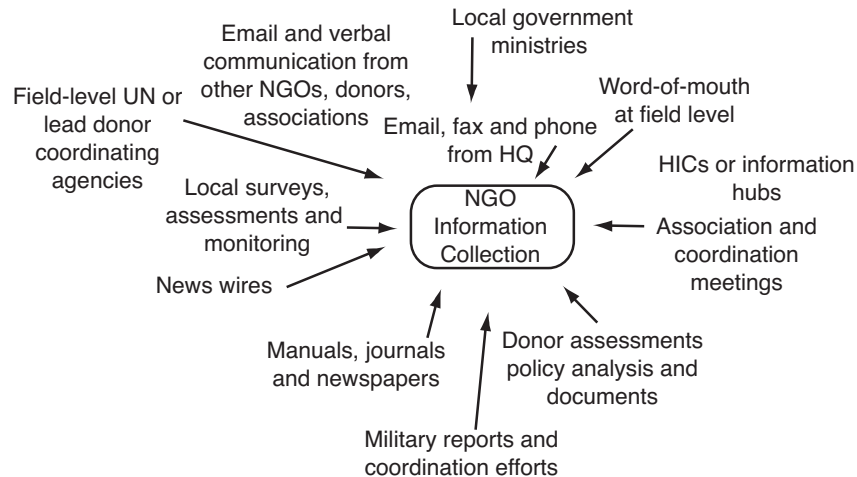 Local government
ministries
Email and verbal
communication from
other NGOs, donors,
associations
Field-level UN or
lead donor
coordinating
agencies
Word-of-mouth
at field level
Email, fax and phone
from HQ
HICs or information
hubs
Local surveys,
assessments and
monitoring
NGO
Information
Collection
Association and
coordination
meetings
News wires
Manuals, journals
and newspapers
Donor assessments
policy analysis and
documents
Military reports and
coordination efforts